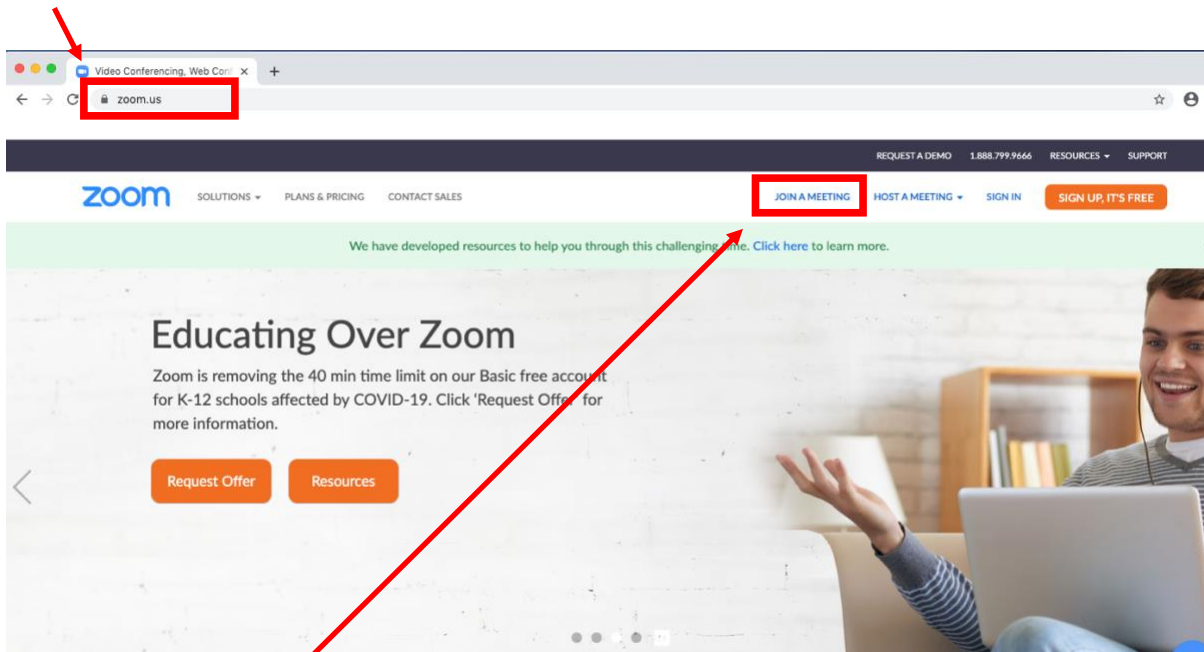 Video Conferencing, Web Con
zoom.us
REQUEST A DEMO 1.888.799.9666 RESOURCES SUPPORT
zoom SOLUTIONS PLANS & PRICING CONTACT SALES JOIN A MEETING HOST A MEETING SIGN IN SIGN UP, IT'S FREE
We have developed resources to help you through this challenging time. Click here to learn more.
Educating Over Zoom
Zoom is removing the 40 min time limit on our Basic free account
for K-12 schools affected by COVID-19. Click 'Request Offer' for
more information.
Request Offer Resources